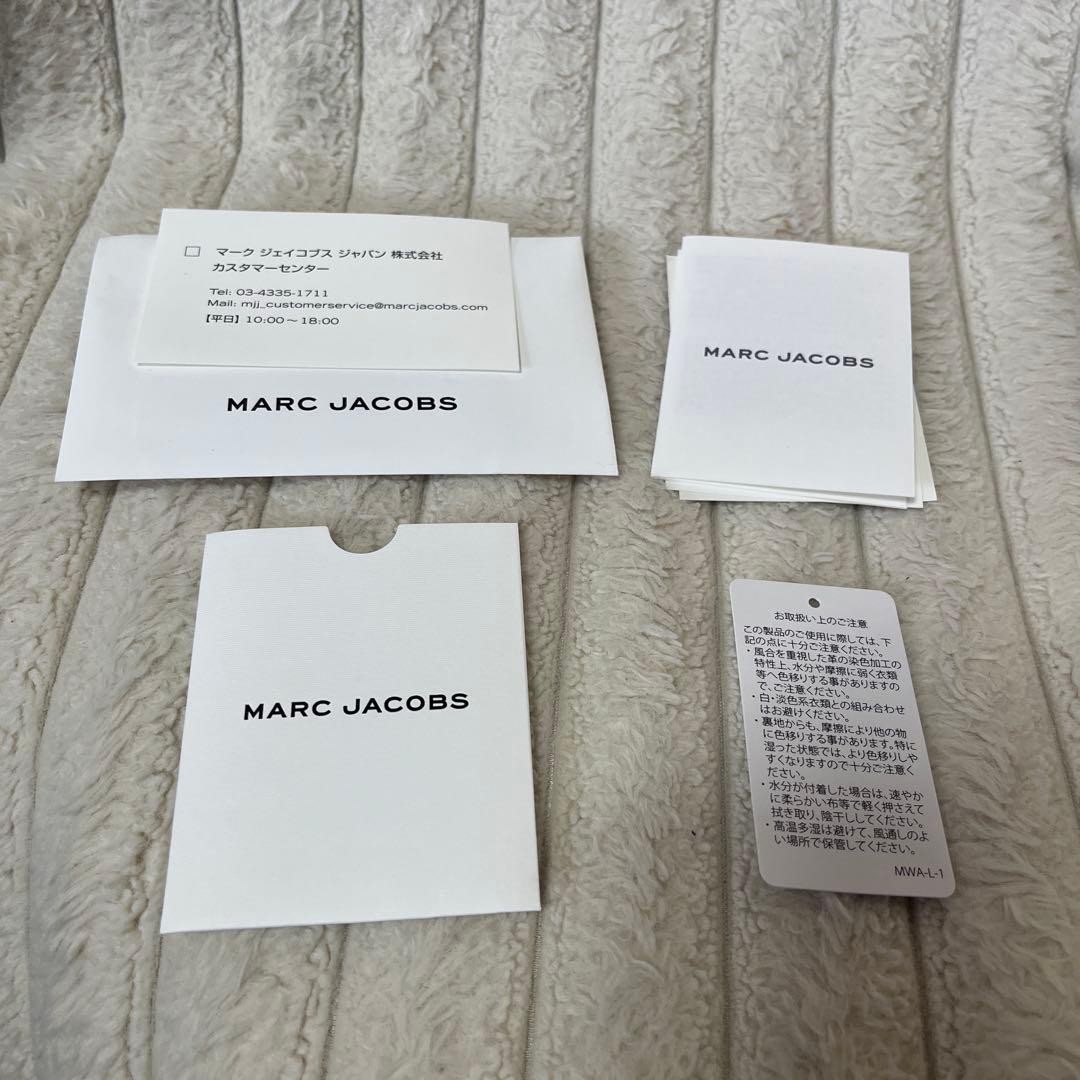 □ マーク ジェイコブス ジャパン 株式会社
カスタマーセンター
Tel: 03-4335-1711
Mail: mjj_customerservice@marcjacobs.com
【平日】10:00～18:00
MARC JACOBS
MARC JACOBS
MARC JACOBS
お取扱い上のご注意
この製品のご使用に際しては、下
記の点に十分ご注意ください。
・風合を重視した革の染色加工の
特性上、水分や摩擦に弱く衣類
等へ色移りする事がありますの
で、ご注意ください。
・白・淡色系衣類との組み合わせ
はお避けください。
・裏地からも、摩擦により他の物
に色移りする事があります。特に
湿った状態では、より色移りしや
すくなりますので十分ご注意く
ださい。
・水分が付着した場合は、速やか
に柔らかい布等で軽く押さえて
拭き取り、陰干ししてください。
・高温多湿は避けて、風通しのよ
い場所で保管してください。
MWA-L-1